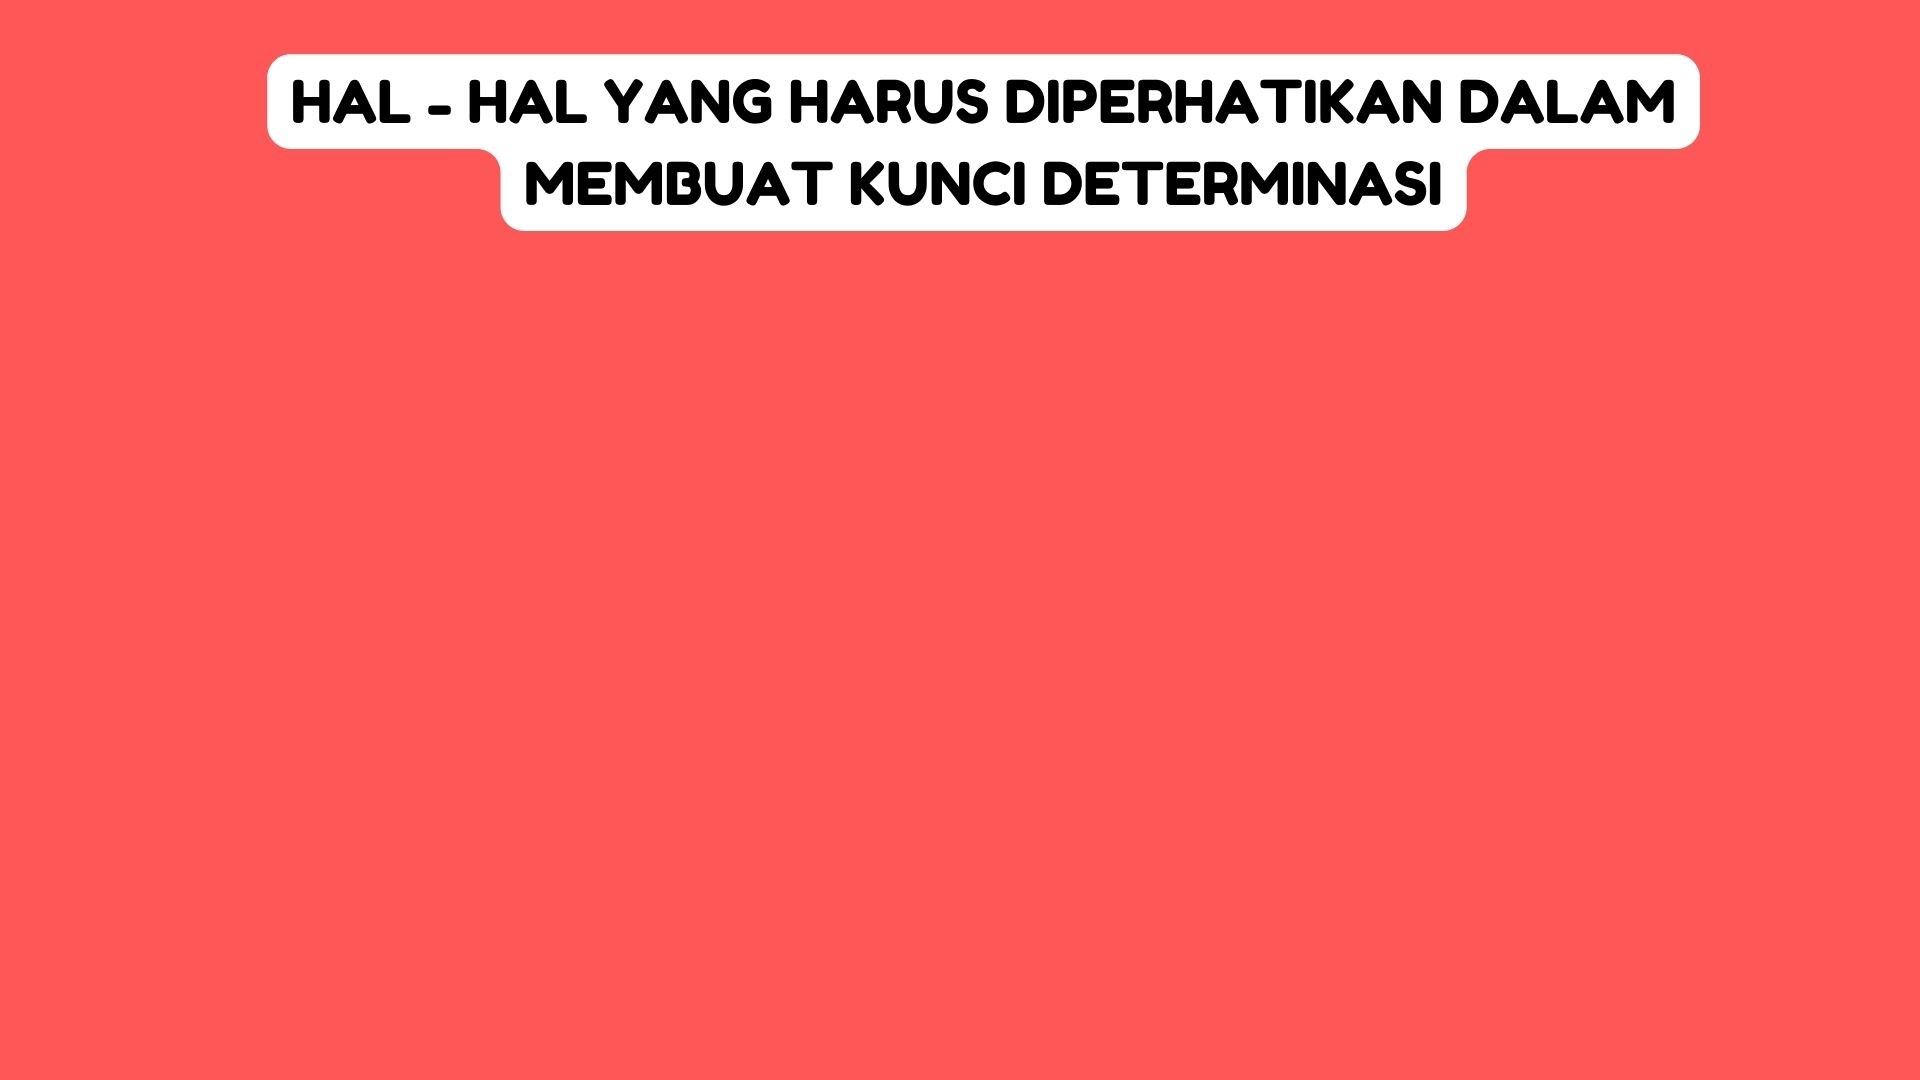 HAL - HAL YANG HARUS DIPERHATIKAN DALAM
MEMBUAT KUNCI DETERMINASI